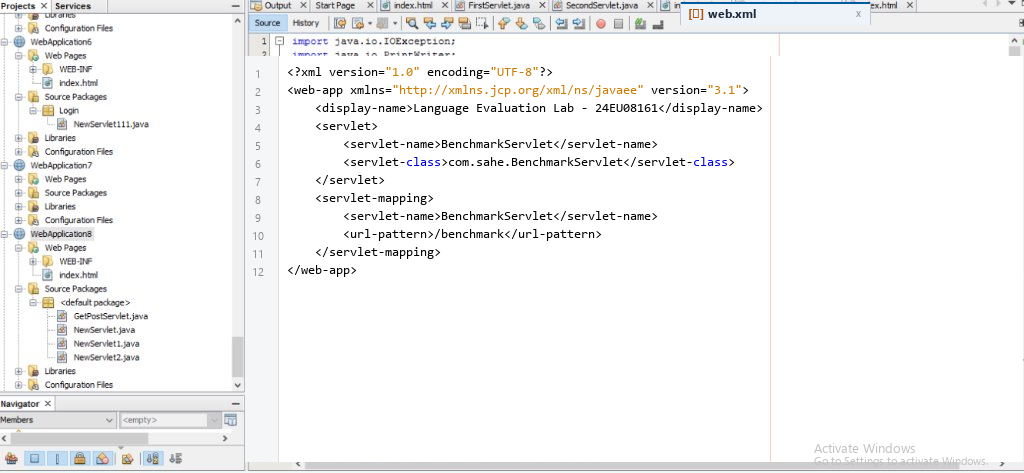 Projects × Services
Libraries
Configuration Files
WebApplication6
Web Pages
WEB-INF
index.html
Source Packages
Login
NewServlet111.java
Libraries
Configuration Files
WebApplication7
Web Pages
Source Packages
Libraries
Configuration Files
WebApplication8
Web Pages
WEB-INF
index.html
Source Packages
<default package>
GetPostServlet.java
NewServlet.java
NewServlet1.java
NewServlet2.java
Libraries
Configuration Files
Navigator ×
Members <empty>
Output × Start Page × index.html × FirstServlet.java × SecondServlet.java ×
[] web.xml x
Source History
1 import java.io.IOException;
2 import java.io.PrintWriter;
1 <?xml version="1.0" encoding="UTF-8"?>
2 <web-app xmlns="http://xmlns.jcp.org/xml/ns/javaee" version="3.1">
3 <display-name>Language Evaluation Lab - 24EU08161</display-name>
4 <servlet>
5 <servlet-name>BenchmarkServlet</servlet-name>
6 <servlet-class>com.sahe.BenchmarkServlet</servlet-class>
7 </servlet>
8 <servlet-mapping>
9 <servlet-name>BenchmarkServlet</servlet-name>
10 <url-pattern>/benchmark</url-pattern>
11 </servlet-mapping>
12 </web-app>
Activate Windows
Go to Settings to activate Windows.